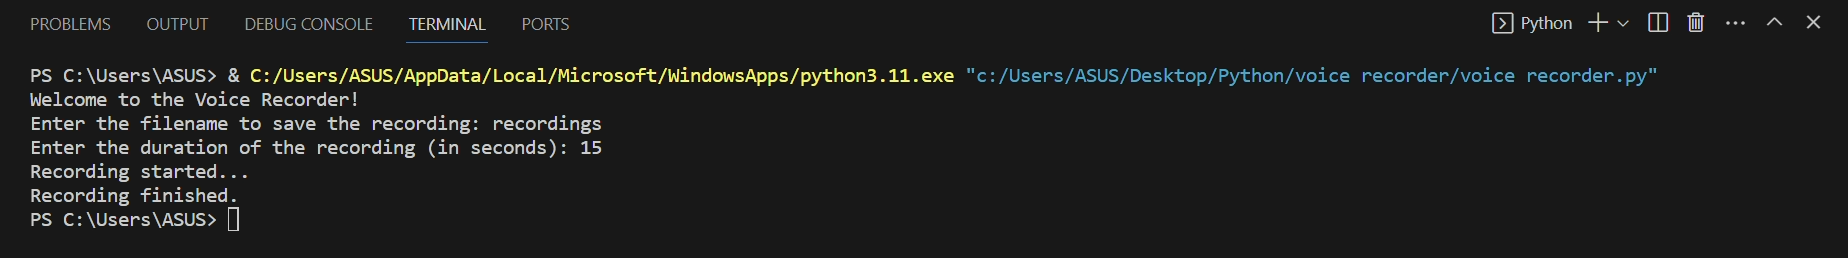 PROBLEMS OUTPUT DEBUG CONSOLE TERMINAL PORTS Python
PS C:\Users\ASUS> & C:/Users/ASUS/AppData/Local/Microsoft/WindowsApps/python3.11.exe "c:/Users/ASUS/Desktop/Python/voice recorder/voice recorder.py"
Welcome to the Voice Recorder!
Enter the filename to save the recording: recordings
Enter the duration of the recording (in seconds): 15
Recording started...
Recording finished.
PS C:\Users\ASUS>